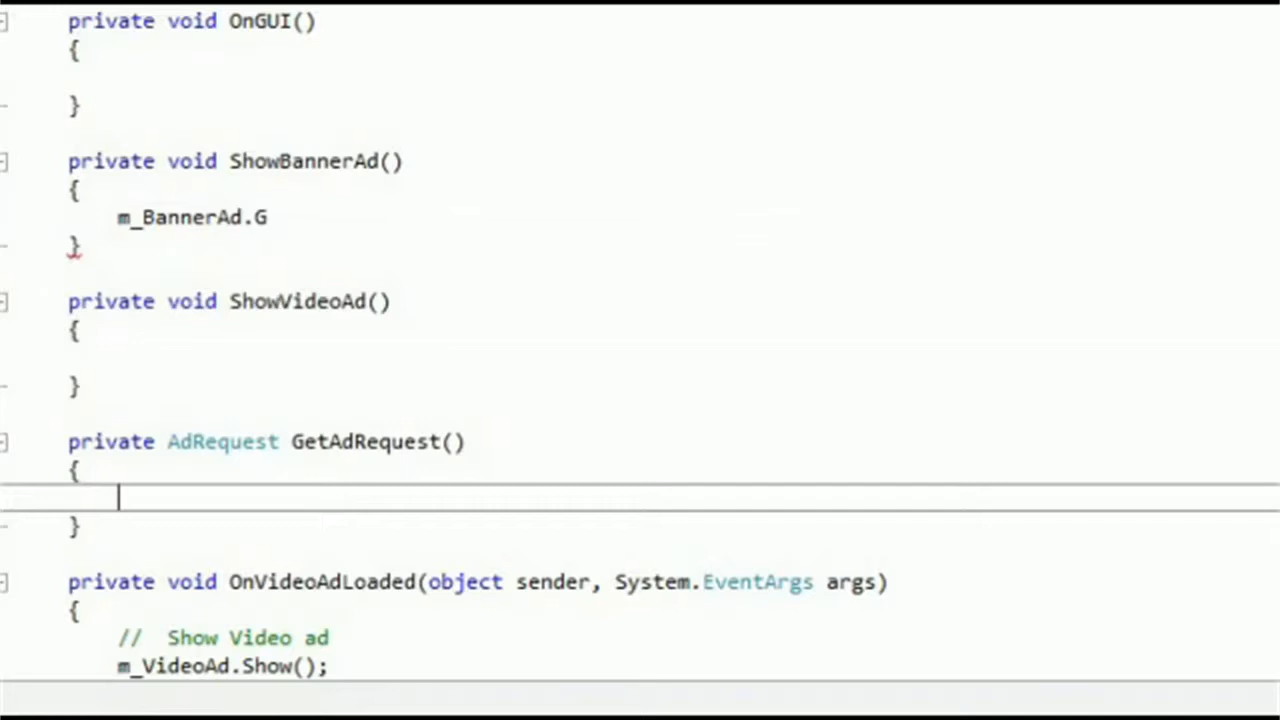 private void OnGUI()
{
}
private void ShowBannerAd()
{
m_BannerAd.G
}
private void ShowVideoAd()
{
}
private AdRequest GetAdRequest()
{
}
private void OnVideoAdLoaded(object sender, System.EventArgs args)
{
//  Show Video ad
m_VideoAd.Show();